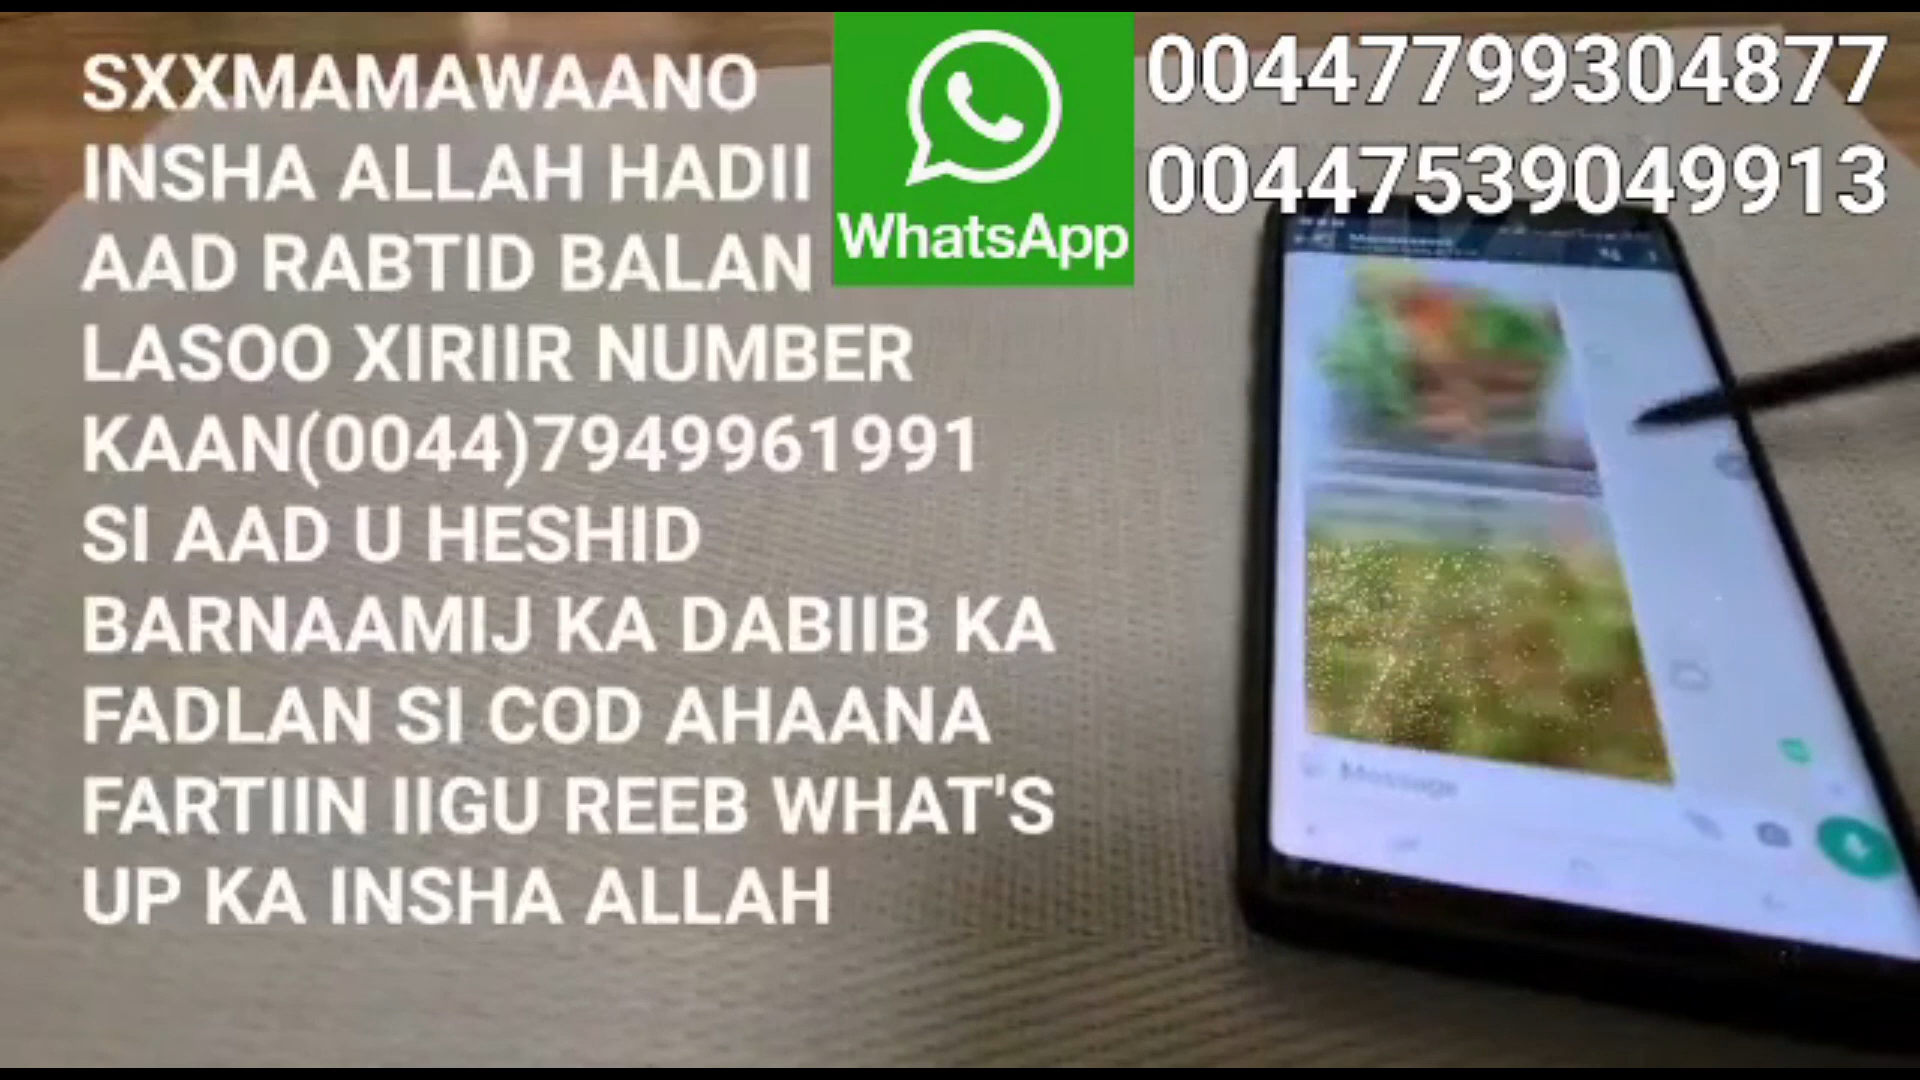 SXXMAMAWAANO
INSHA ALLAH HADII
AAD RABTID BALAN
LASOO XIRIIR NUMBER
KAAN(0044)7949961991
SI AAD U HESHID
BARNAAMIJ KA DABIIB KA
FADLAN SI COD AHAANA
FARTIIN IIGU REEB WHAT'S
UP KA INSHA ALLAH
WhatsApp
00447799304877
00447539049913
Message